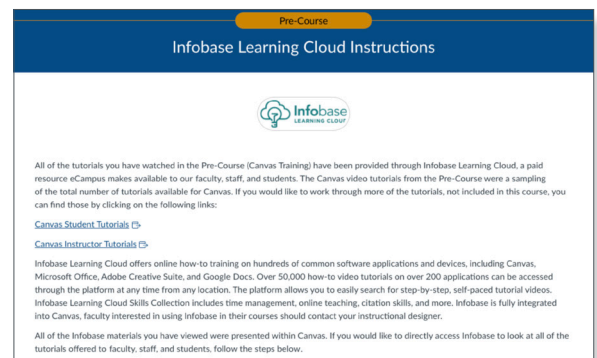 Pre-Course
Infobase Learning Cloud Instructions
Infobase
LEARNING CLOUD
All of the tutorials you have watched in the Pre-Course (Canvas Training) have been provided through Infobase Learning Cloud, a paid
resource eCampus makes available to our faculty, staff, and students. The Canvas video tutorials from the Pre-Course were a sampling
of the total number of tutorials available for Canvas. If you would like to work through more of the tutorials, not included in this course, you
can find those by clicking on the following links:
Canvas Student Tutorials
Canvas Instructor Tutorials
Infobase Learning Cloud offers online how-to training on hundreds of common software applications and devices, including Canvas,
Microsoft Office, Adobe Creative Suite, and Google Docs. Over 50,000 how-to video tutorials on over 200 applications can be accessed
through the platform at any time from any location. The platform allows you to easily search for step-by-step, self-paced tutorial videos.
Infobase Learning Cloud Skills Collection includes time management, online teaching, citation skills, and more. Infobase is fully integrated
into Canvas, faculty interested in using Infobase in their courses should contact your instructional designer.
All of the Infobase materials you have viewed were presented within Canvas. If you would like to directly access Infobase to look at all of the
tutorials offered to faculty, staff, and students, follow the steps below.